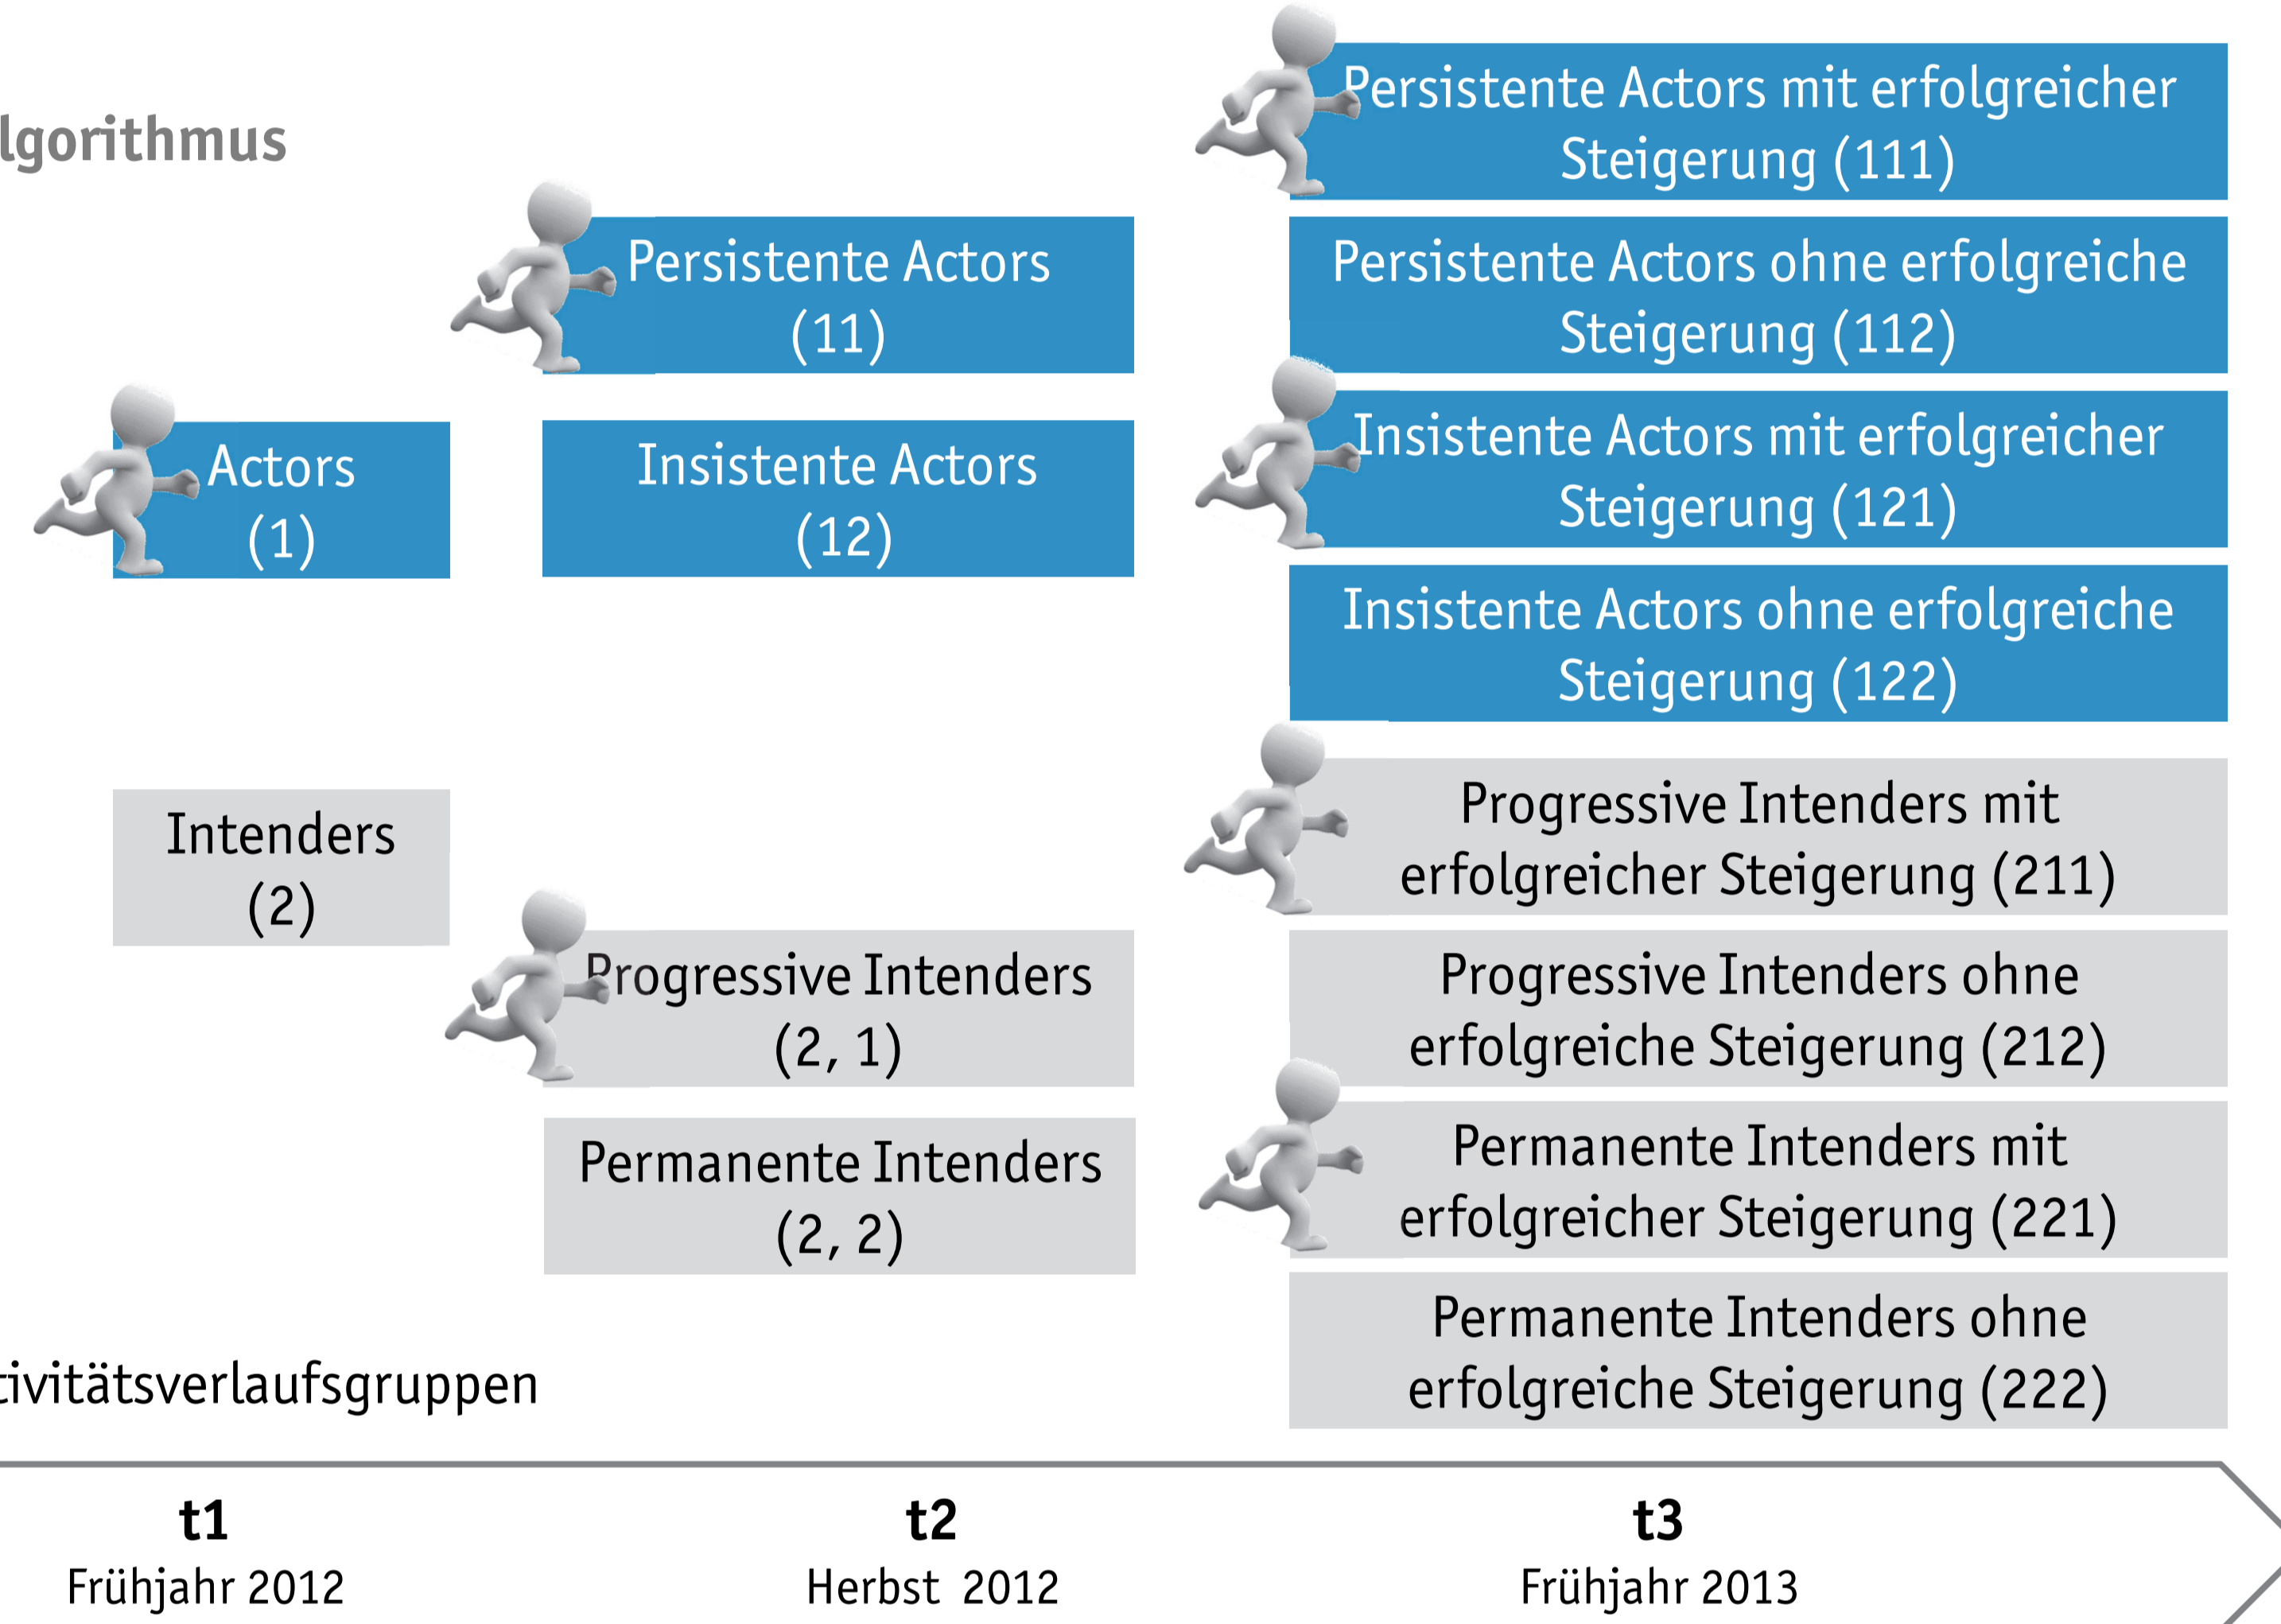 lgorithmus
Actors
(1)
Intenders
(2)
Persistente Actors
(11)
Insistente Actors
(12)
Progressive Intenders
(2, 1)
Permanente Intenders
(2, 2)
Persistente Actors mit erfolgreicher
Steigerung (111)
Persistente Actors ohne erfolgreiche
Steigerung (112)
Insistente Actors mit erfolgreicher
Steigerung (121)
Insistente Actors ohne erfolgreiche
Steigerung (122)
Progressive Intenders mit
erfolgreicher Steigerung (211)
Progressive Intenders ohne
erfolgreiche Steigerung (212)
Permanente Intenders mit
erfolgreicher Steigerung (221)
Permanente Intenders ohne
erfolgreiche Steigerung (222)
tivitätsverlaufsgruppen
t1
Frühjahr 2012
t2
Herbst 2012
t3
Frühjahr 2013